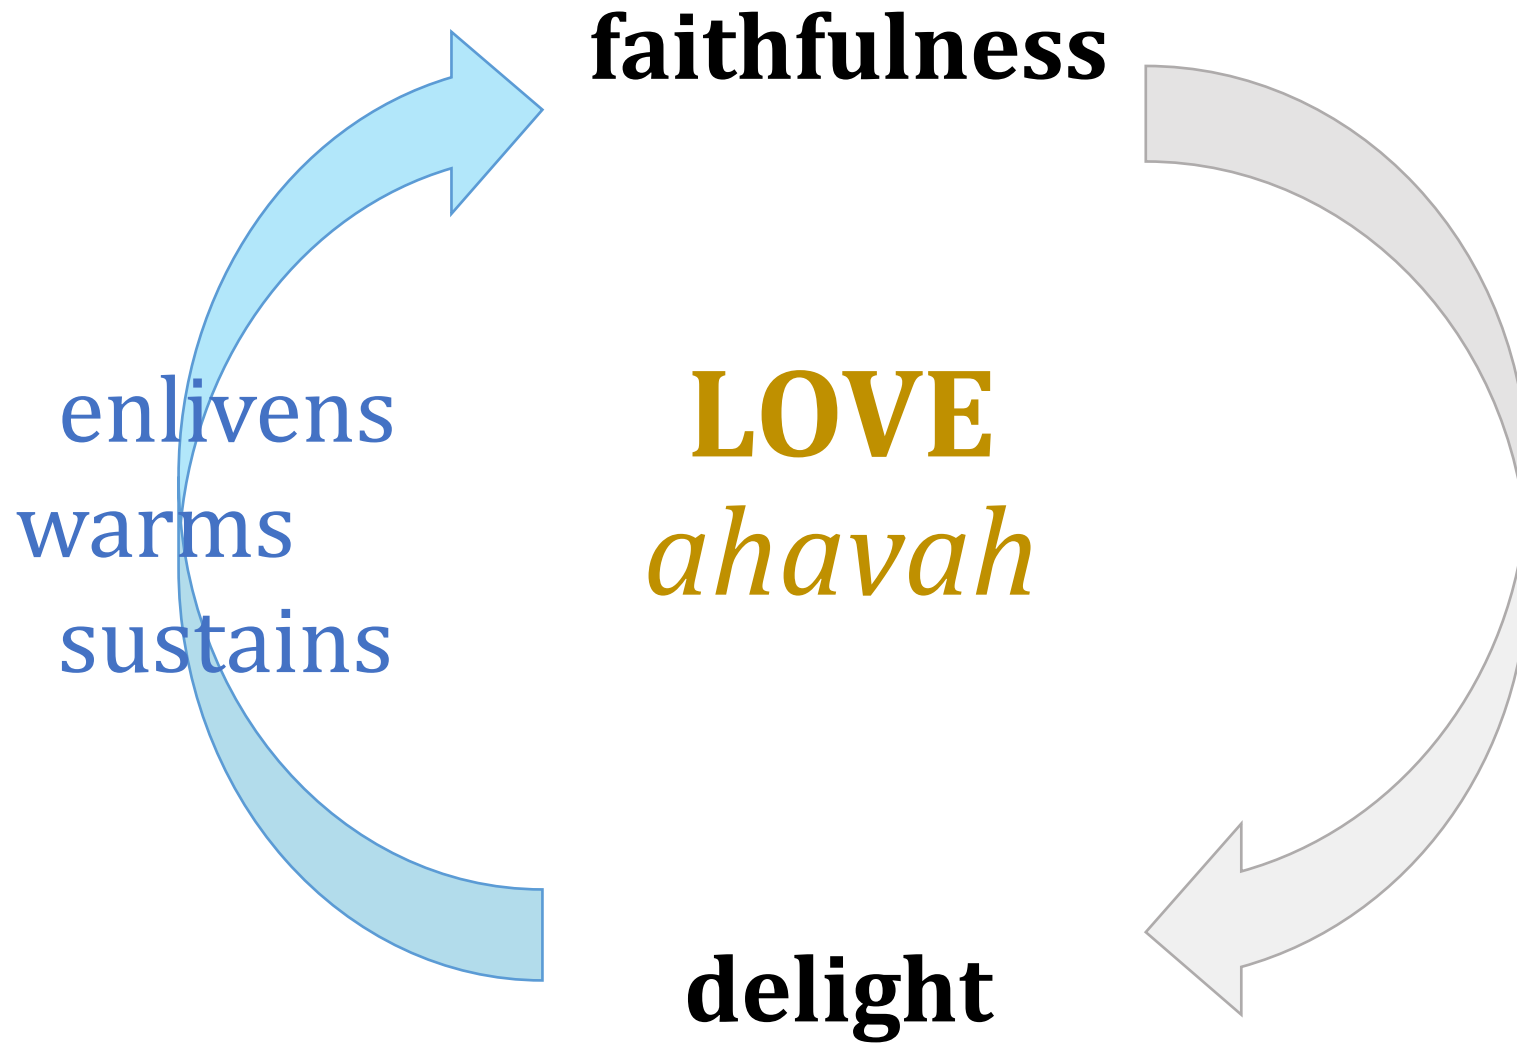 faithfulness
LOVE
ahavah
enlivens
warms
sustains
delight